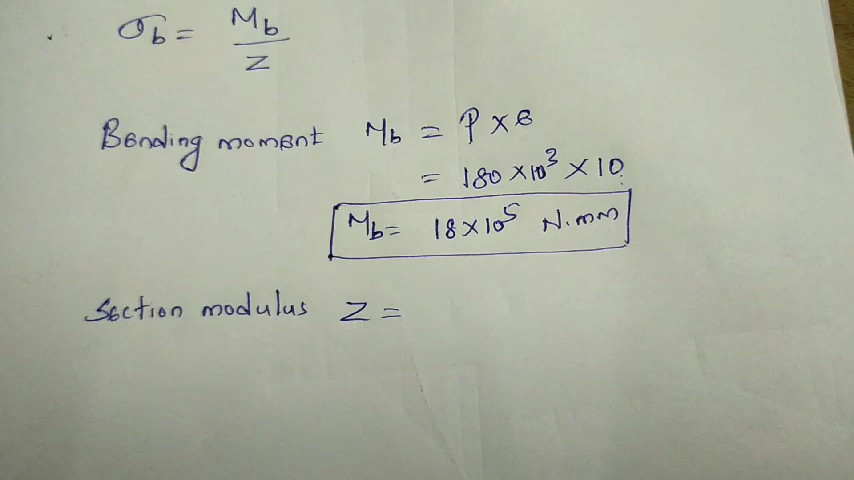 σb = Mb / Z
Bending moment Mb = P × e
= 180 × 10³ × 10
Mb = 18 × 10⁵ N.mm
Section modulus Z =